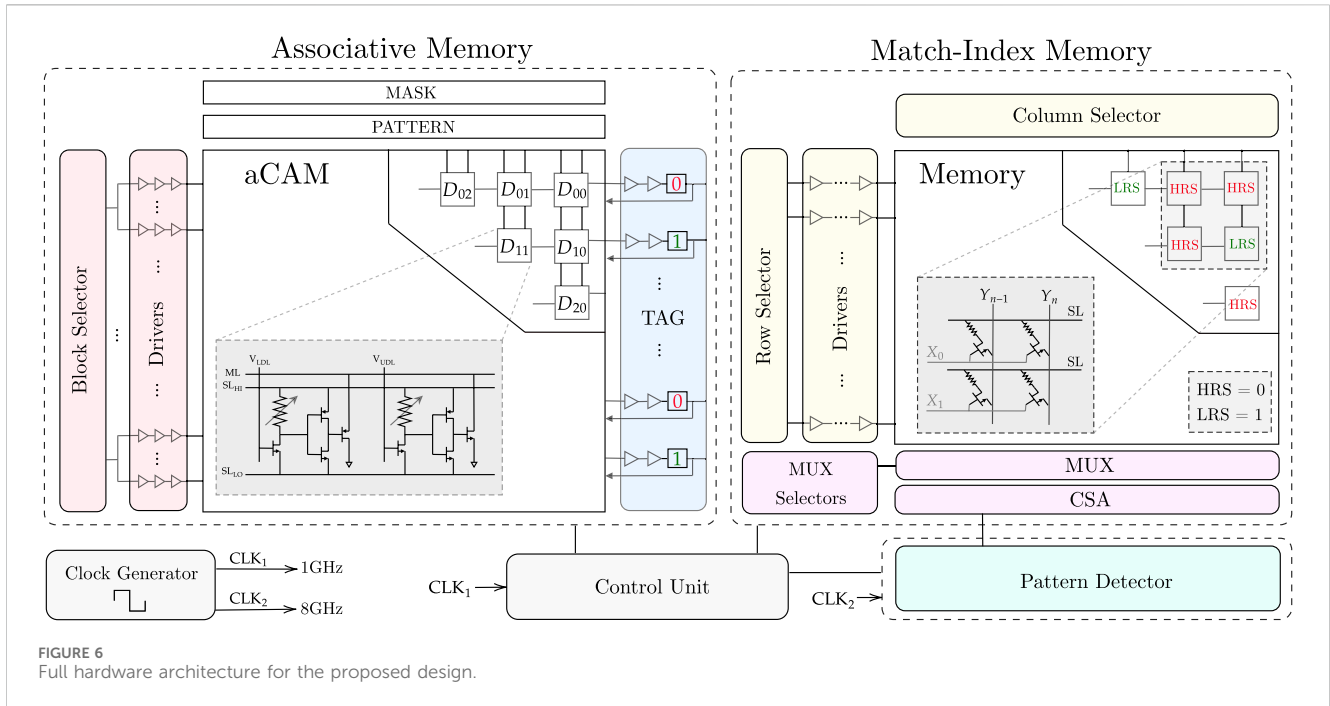 Associative Memory
MASK
PATTERN
Block Selector
...
Drivers
...
...
...
...
...
aCAM
D02
D01
D00
D11
D10
D20
VLDL
VUDL
ML
SLHI
SLLO
0
1
...
TAG
...
0
1
Match-Index Memory
Column Selector
Row Selector
Drivers
...
...
...
...
...
Memory
LRS
HRS
HRS
HRS
LRS
HRS
Yn−1
Yn
SL
X0
SL
X1
HRS = 0
LRS = 1
MUX
Selectors
MUX
CSA
Clock Generator
CLK1
1GHz
CLK2
8GHz
CLK1
Control Unit
CLK2
Pattern Detector
FIGURE 6
Full hardware architecture for the proposed design.